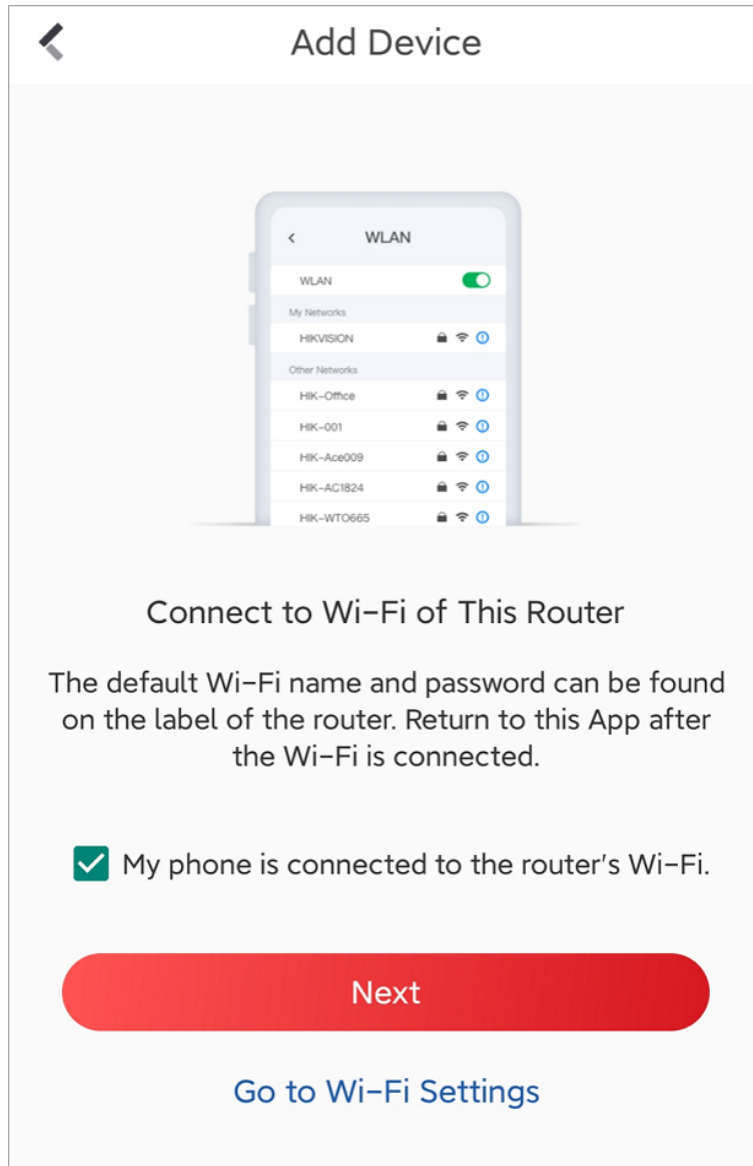 Add Device
WLAN
WLAN
My Networks
HIKVISION
Other Networks
HIK-Office
HIK-001
HIK-Ace009
HIK-AC1824
HIK-WTO665
Connect to Wi-Fi of This Router
The default Wi-Fi name and password can be found
on the label of the router. Return to this App after
the Wi-Fi is connected.
My phone is connected to the router's Wi-Fi.
Next
Go to Wi-Fi Settings